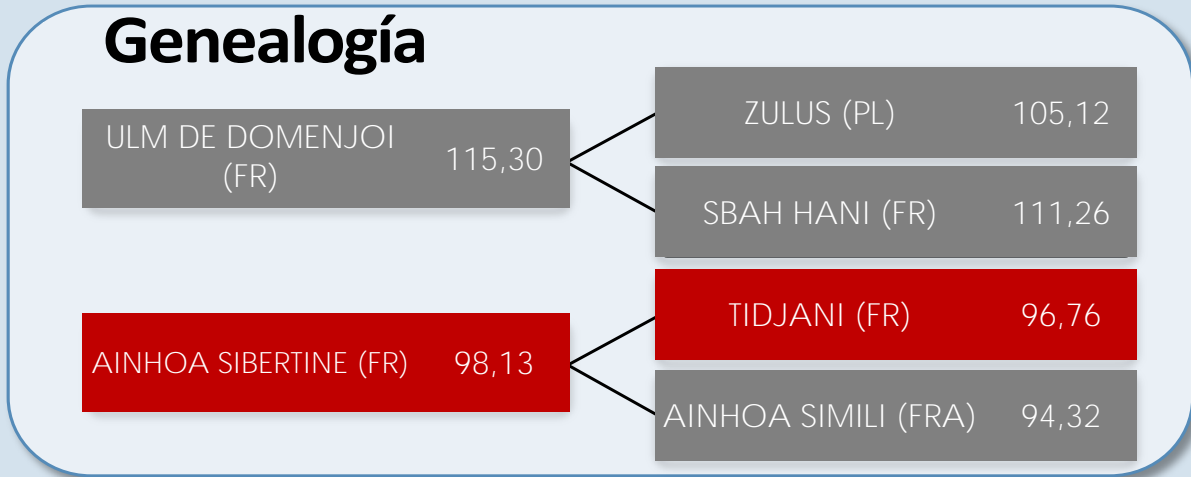 Genealogía
ULM DE DOMENJOI
(FR)
115,30
ZULUS (PL) 105,12
SBAH HANI (FR) 111,26
AINHOA SIBERTINE (FR) 98,13
TIDJANI (FR) 96,76
AINHOA SIMILI (FRA) 94,32